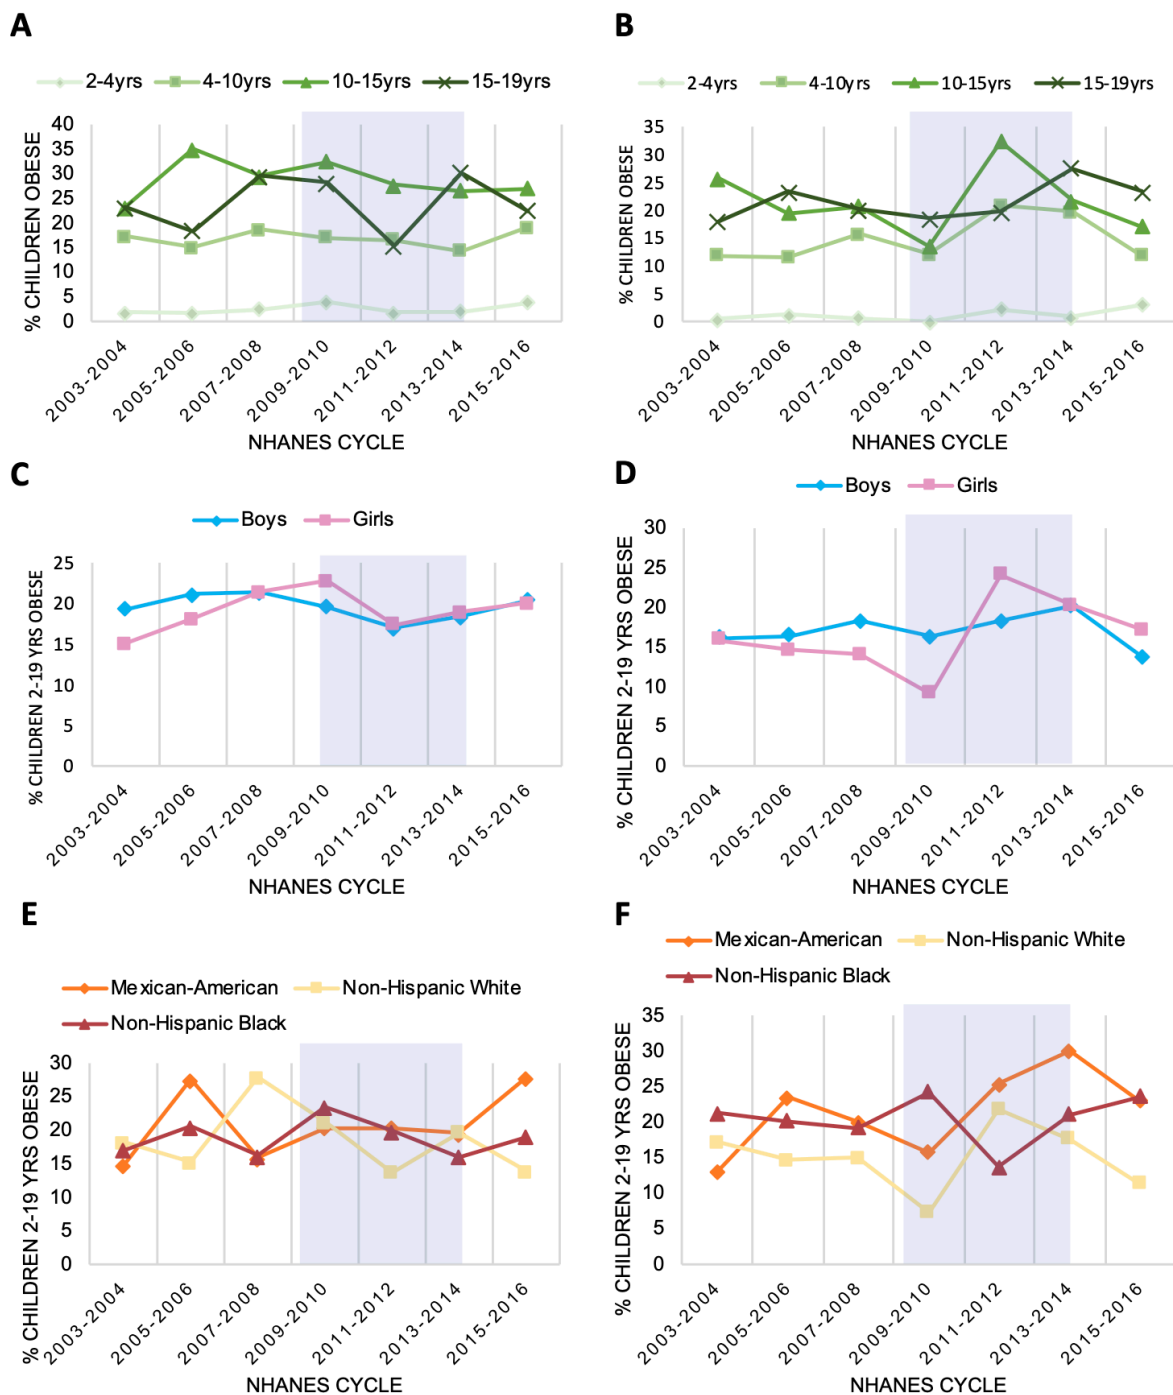 A
2-4yrs 4-10yrs 10-15yrs 15-19yrs
% CHILDREN OBESE
40
35
30
25
20
15
10
5
0
2003-2004 2005-2006 2007-2008 2009-2010 2011-2012 2013-2014 2015-2016
NHANES CYCLE
B
2-4yrs 4-10yrs 10-15yrs 15-19yrs
% CHILDREN OBESE
35
30
25
20
15
10
5
0
2003-2004 2005-2006 2007-2008 2009-2010 2011-2012 2013-2014 2015-2016
NHANES CYCLE
C
Boys Girls
% CHILDREN 2-19 YRS OBESE
25
20
15
10
5
0
2003-2004 2005-2006 2007-2008 2009-2010 2011-2012 2013-2014 2015-2016
NHANES CYCLE
D
Boys Girls
% CHILDREN 2-19 YRS OBESE
30
25
20
15
10
5
0
2003-2004 2005-2006 2007-2008 2009-2010 2011-2012 2013-2014 2015-2016
NHANES CYCLE
E
Mexican-American Non-Hispanic White
Non-Hispanic Black
% CHILDREN 2-19 YRS OBESE
30
25
20
15
10
5
0
2003-2004 2005-2006 2007-2008 2009-2010 2011-2012 2013-2014 2015-2016
NHANES CYCLE
F
Mexican-American Non-Hispanic White
Non-Hispanic Black
% CHILDREN 2-19 YRS OBESE
35
30
25
20
15
10
5
0
2003-2004 2005-2006 2007-2008 2009-2010 2011-2012 2013-2014 2015-2016
NHANES CYCLE